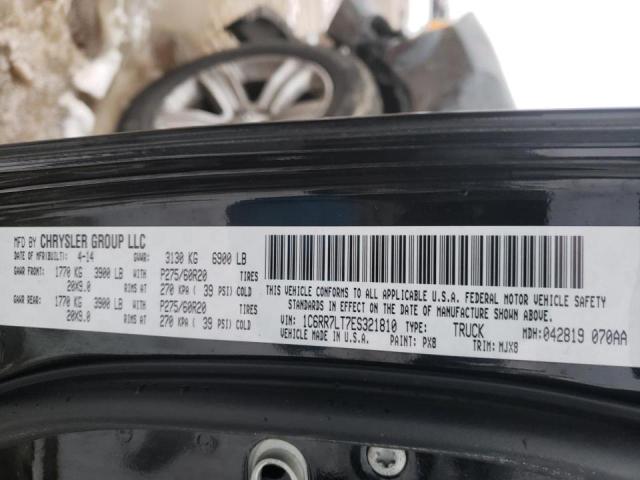 MFD BY CHRYSLER GROUP LLC
DATE OF MFR(BUILT): 4-14 GVWR: 3130 KG 6900 LB
GAWR FRONT: 1770 KG 3900 LB WITH P275/60R20 TIRES
20X9.0 RIMS AT 270 KPA ( 39 PSI) COLD
GAWR REAR: 1770 KG 3900 LB WITH P275/60R20 TIRES
20X9.0 RIMS AT 270 KPA ( 39 PSI) COLD
THIS VEHICLE CONFORMS TO ALL APPLICABLE U.S.A. FEDERAL MOTOR VEHICLE SAFETY
STANDARDS IN EFFECT ON THE DATE OF MANUFACTURE SHOWN ABOVE.
VIN: 1C6RR7LT7ES321810 TYPE: TRUCK MDH: 042819 070AA
VEHICLE MADE IN U.S.A. PAINT: PX8 TRIM: MJX8